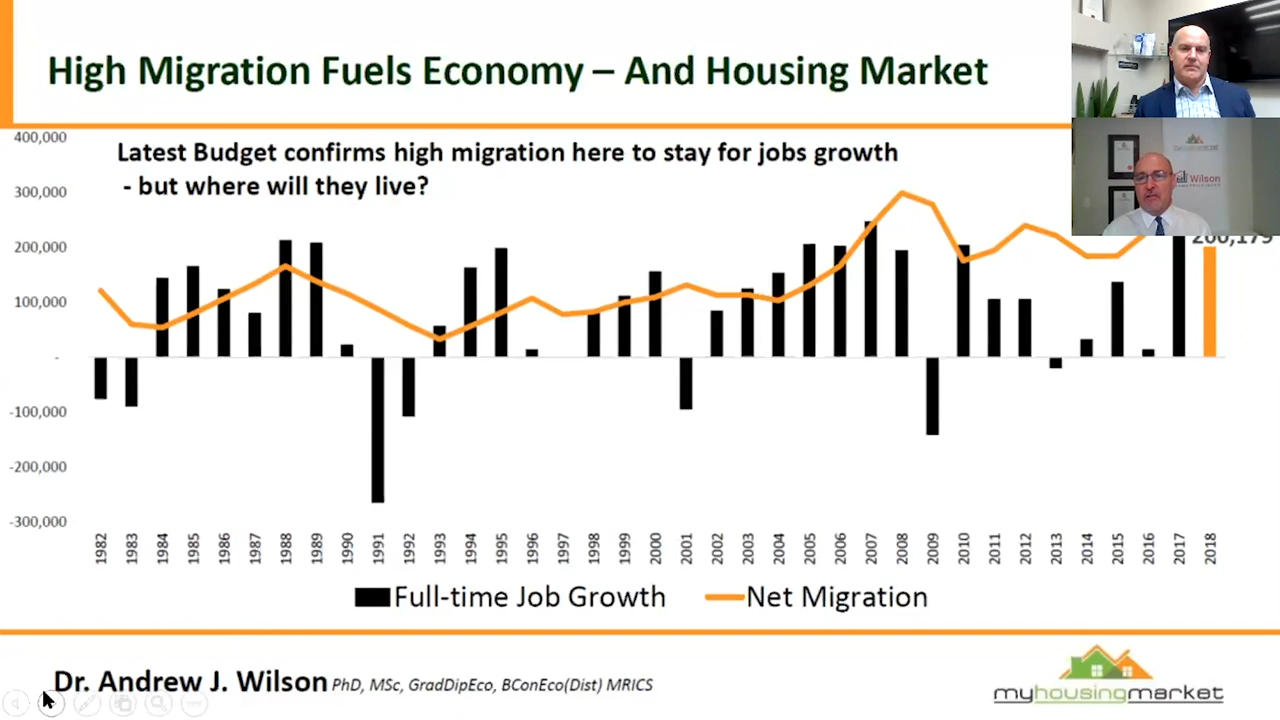 High Migration Fuels Economy – And Housing Market
Latest Budget confirms high migration here to stay for jobs growth
- but where will they live?
400,000
300,000
200,000
100,000
-
-100,000
-200,000
-300,000
200,179
1982 1983 1984 1985 1986 1987 1988 1989 1990 1991 1992 1993 1994 1995 1996 1997 1998 1999 2000 2001 2002 2003 2004 2005 2006 2007 2008 2009 2010 2011 2012 2013 2014 2015 2016 2017 2018
Full-time Job Growth Net Migration
Dr. Andrew J. Wilson PhD, MSc, GradDipEco, BConEco(Dist) MRICS
myhousingmarket
Wilson